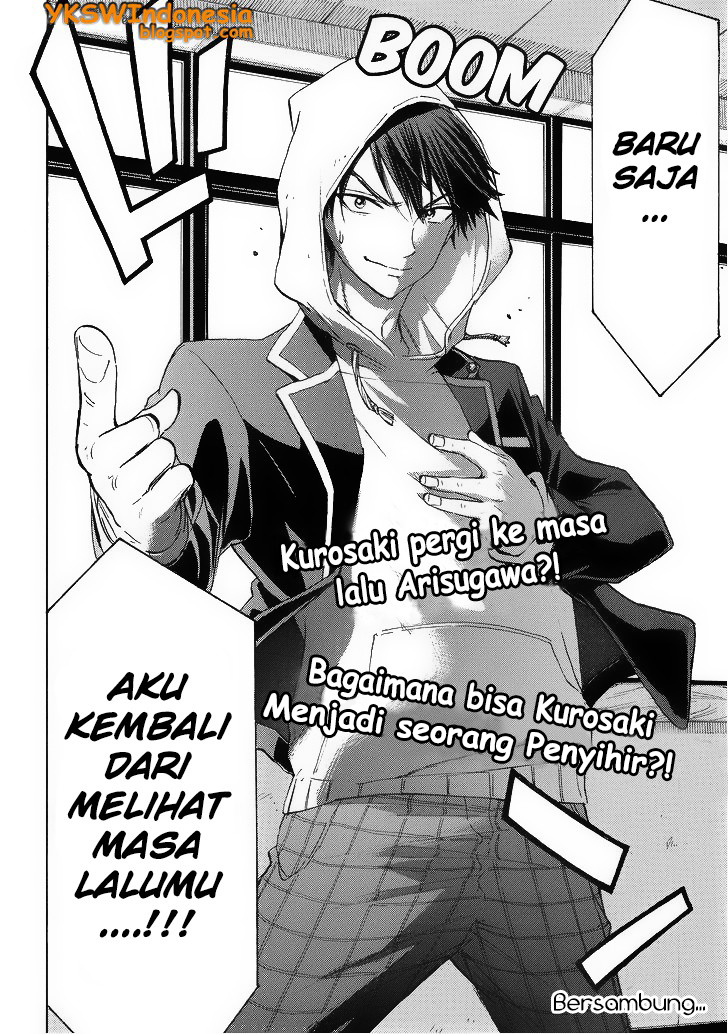 YKSWIndonesia
blogspot.com
BOOM
BARU
SAJA
...
Kurosaki pergi ke masa
lalu Arisugawa?!
Bagaimana bisa Kurosaki
Menjadi seorang Penyihir?!
AKU
KEMBALI
DARI
MELIHAT
MASA
LALUMU
....!!!
Bersambung...